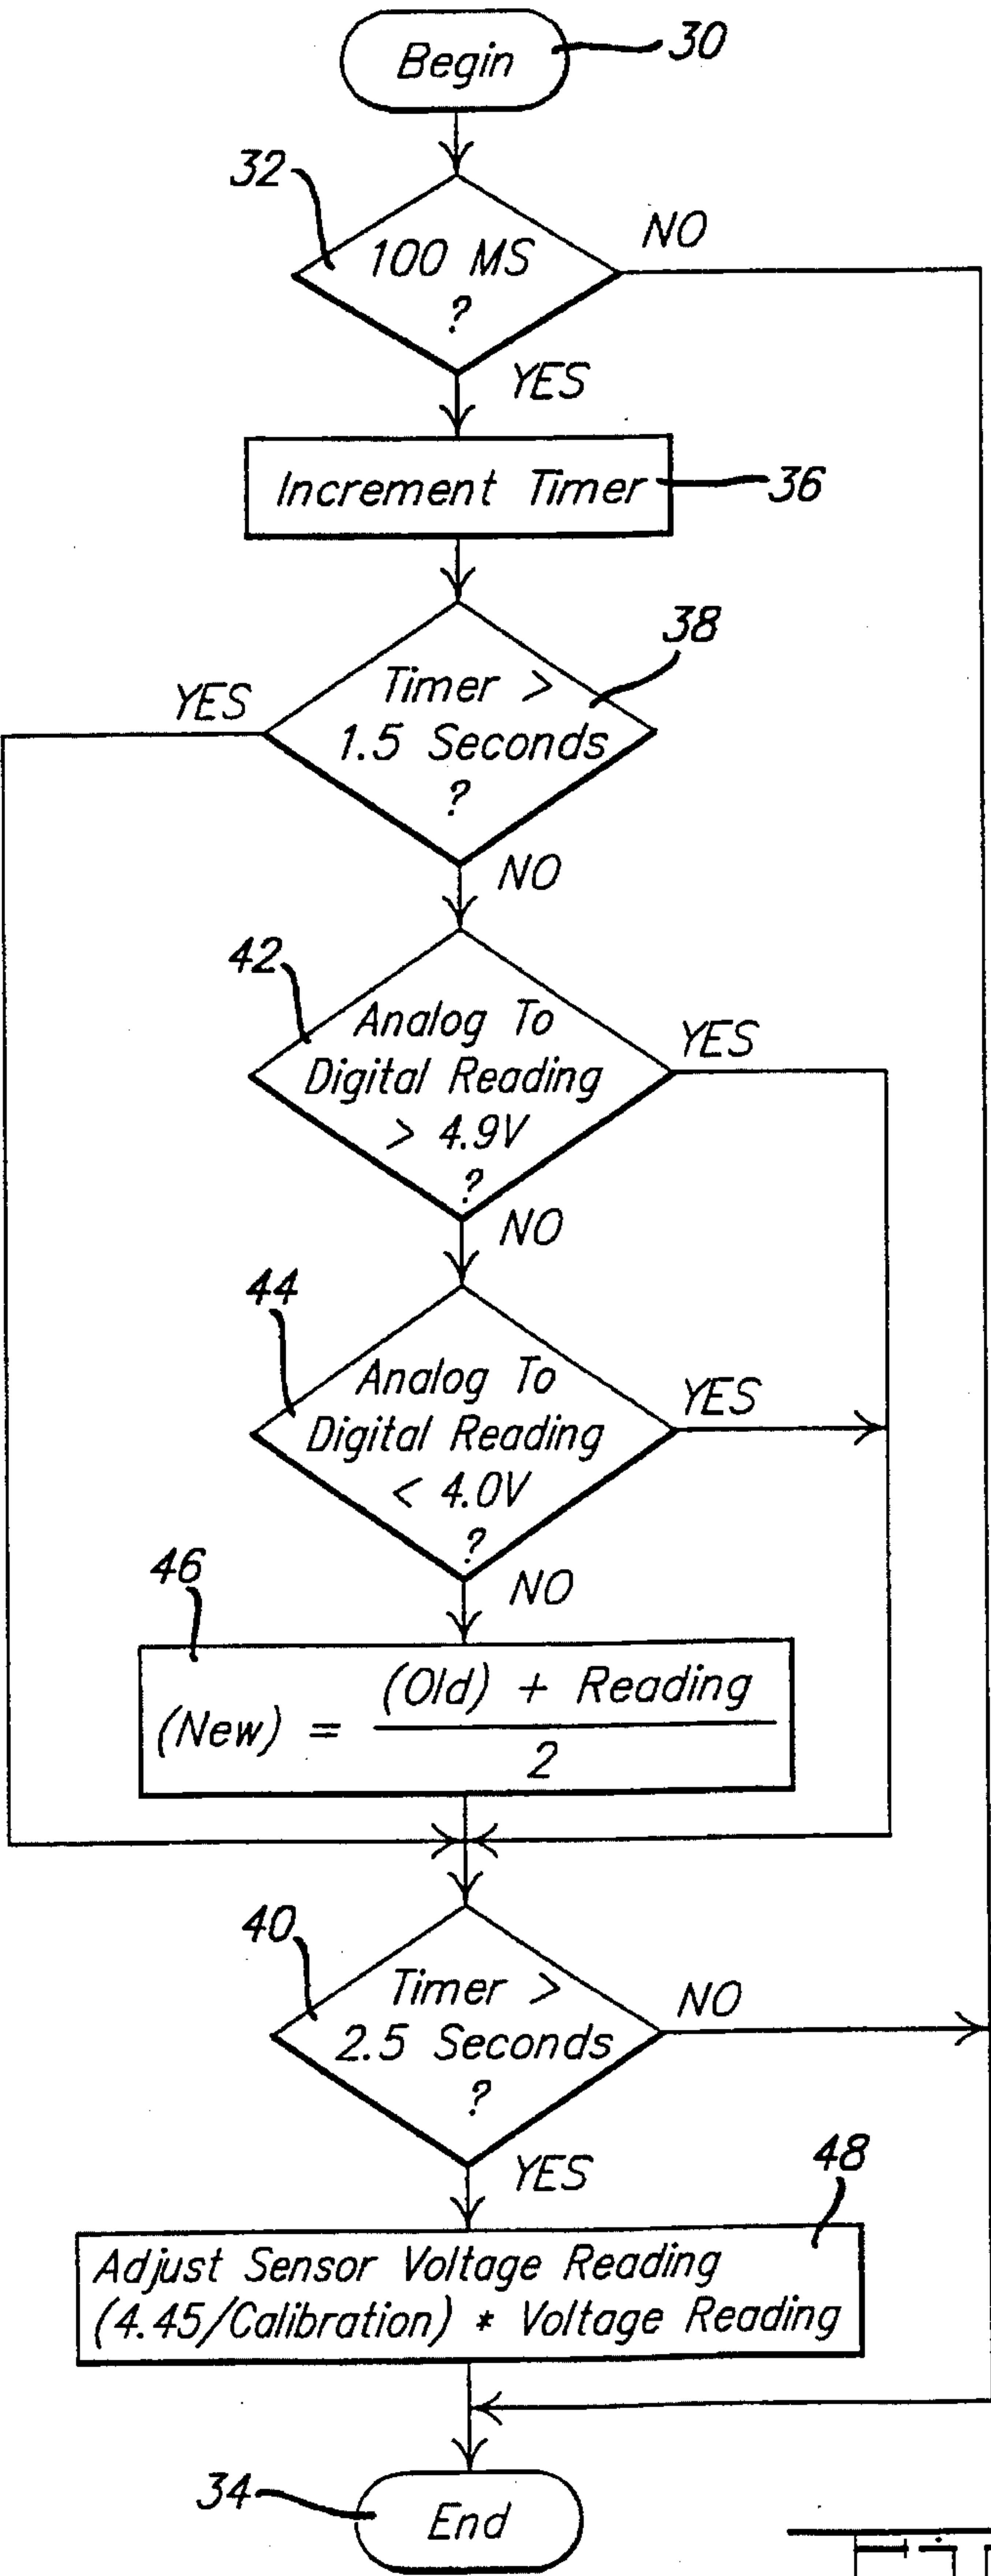 Begin
30
32
100 MS
?
NO
YES
Increment Timer
36
38
Timer >
1.5 Seconds
?
YES
NO
42
Analog To
Digital Reading
> 4.9V
?
YES
NO
44
Analog To
Digital Reading
< 4.0V
?
YES
NO
46
(New) = (Old) + Reading
2
40
Timer >
2.5 Seconds
?
NO
YES
48
Adjust Sensor Voltage Reading
(4.45/Calibration) * Voltage Reading
34
End